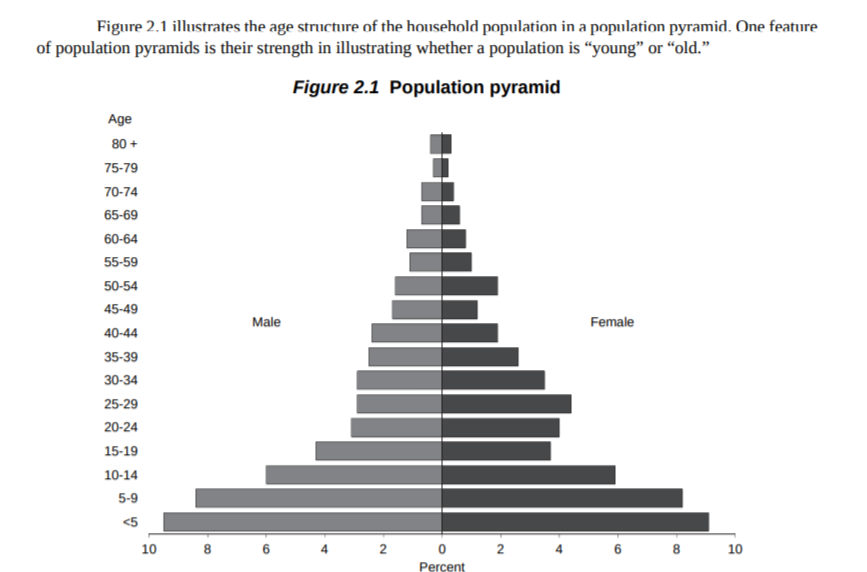 Figure 2.1 illustrates the age structure of the household population in a population pyramid. One feature
of population pyramids is their strength in illustrating whether a population is “young” or “old.”
Figure 2.1 Population pyramid
Age
80 +
75-79
70-74
65-69
60-64
55-59
50-54
45-49
Male
Female
40-44
35-39
30-34
25-29
20-24
15-19
10-14
5-9
<5
10 8 6 4 2 0 2 4 6 8 10
Percent